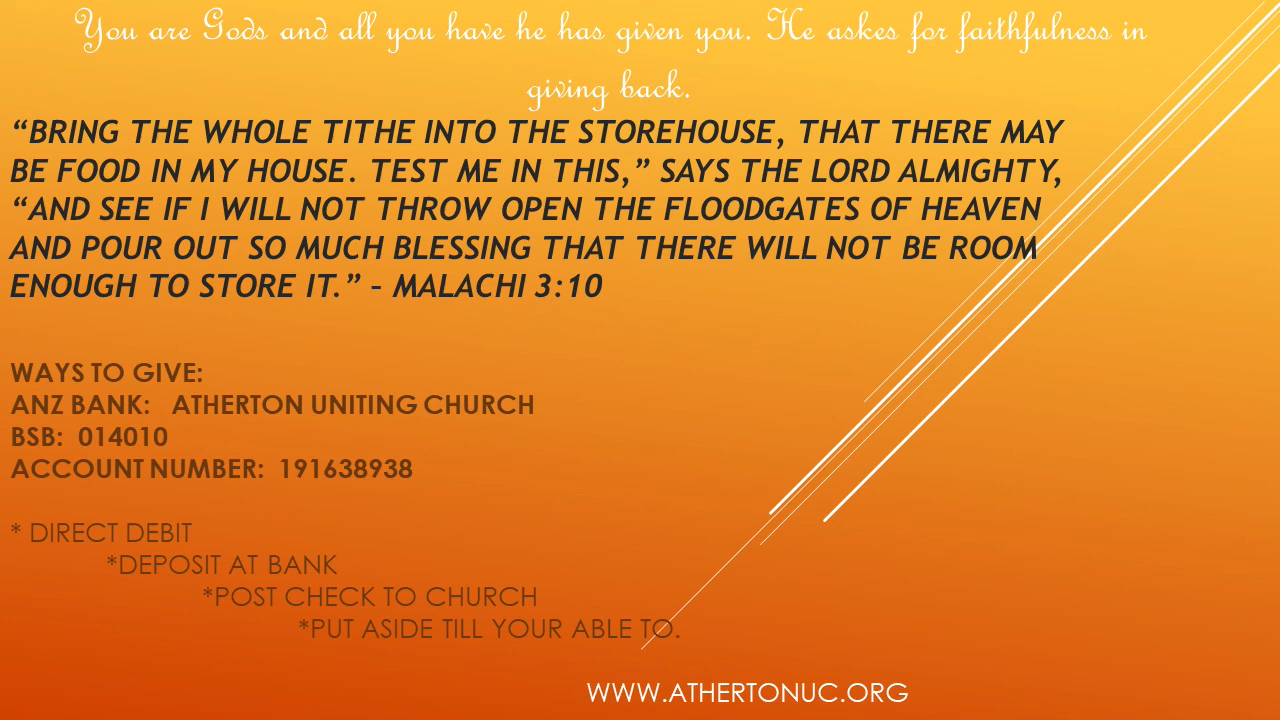 You are Gods and all you have he has given you. He askes for faithfulness in
giving back.
“BRING THE WHOLE TITHE INTO THE STOREHOUSE, THAT THERE MAY
BE FOOD IN MY HOUSE. TEST ME IN THIS,” SAYS THE LORD ALMIGHTY,
“AND SEE IF I WILL NOT THROW OPEN THE FLOODGATES OF HEAVEN
AND POUR OUT SO MUCH BLESSING THAT THERE WILL NOT BE ROOM
ENOUGH TO STORE IT.” – MALACHI 3:10
WAYS TO GIVE:
ANZ BANK: ATHERTON UNITING CHURCH
BSB: 014010
ACCOUNT NUMBER: 191638938
* DIRECT DEBIT
*DEPOSIT AT BANK
*POST CHECK TO CHURCH
*PUT ASIDE TILL YOUR ABLE TO.
WWW.ATHERTONUC.ORG